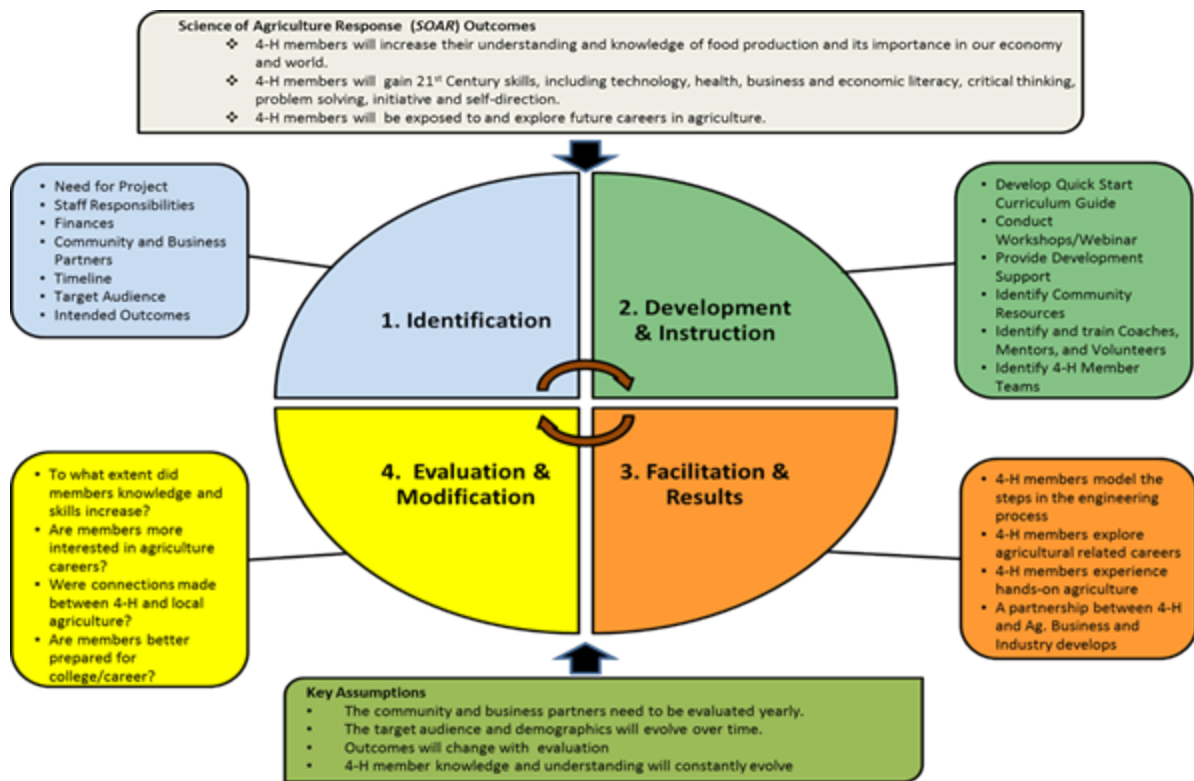 Science of Agriculture Response (SOAR) Outcomes
❖ 4-H members will increase their understanding and knowledge of food production and its importance in our economy
and world.
❖ 4-H members will gain 21st Century skills, including technology, health, business and economic literacy, critical thinking,
problem solving, initiative and self-direction.
❖ 4-H members will be exposed to and explore future careers in agriculture.
• Need for Project
• Staff Responsibilities
• Finances
• Community and Business
Partners
• Timeline
• Target Audience
• Intended Outcomes
1. Identification
2. Development
& Instruction
• Develop Quick Start
Curriculum Guide
• Conduct
Workshops/Webinar
• Provide Development
Support
• Identify Community
Resources
• Identify and train Coaches,
Mentors, and Volunteers
• Identify 4-H Member
Teams
• To what extent did
members knowledge and
skills increase?
• Are members more
interested in agriculture
careers?
• Were connections made
between 4-H and local
agriculture?
• Are members better
prepared for
college/career?
4. Evaluation &
Modification
3. Facilitation &
Results
• 4-H members model the
steps in the engineering
process
• 4-H members explore
agricultural related careers
• 4-H members experience
hands-on agriculture
• A partnership between 4-H
and Ag. Business and
Industry develops
Key Assumptions
• The community and business partners need to be evaluated yearly.
• The target audience and demographics will evolve over time.
• Outcomes will change with evaluation
• 4-H member knowledge and understanding will constantly evolve